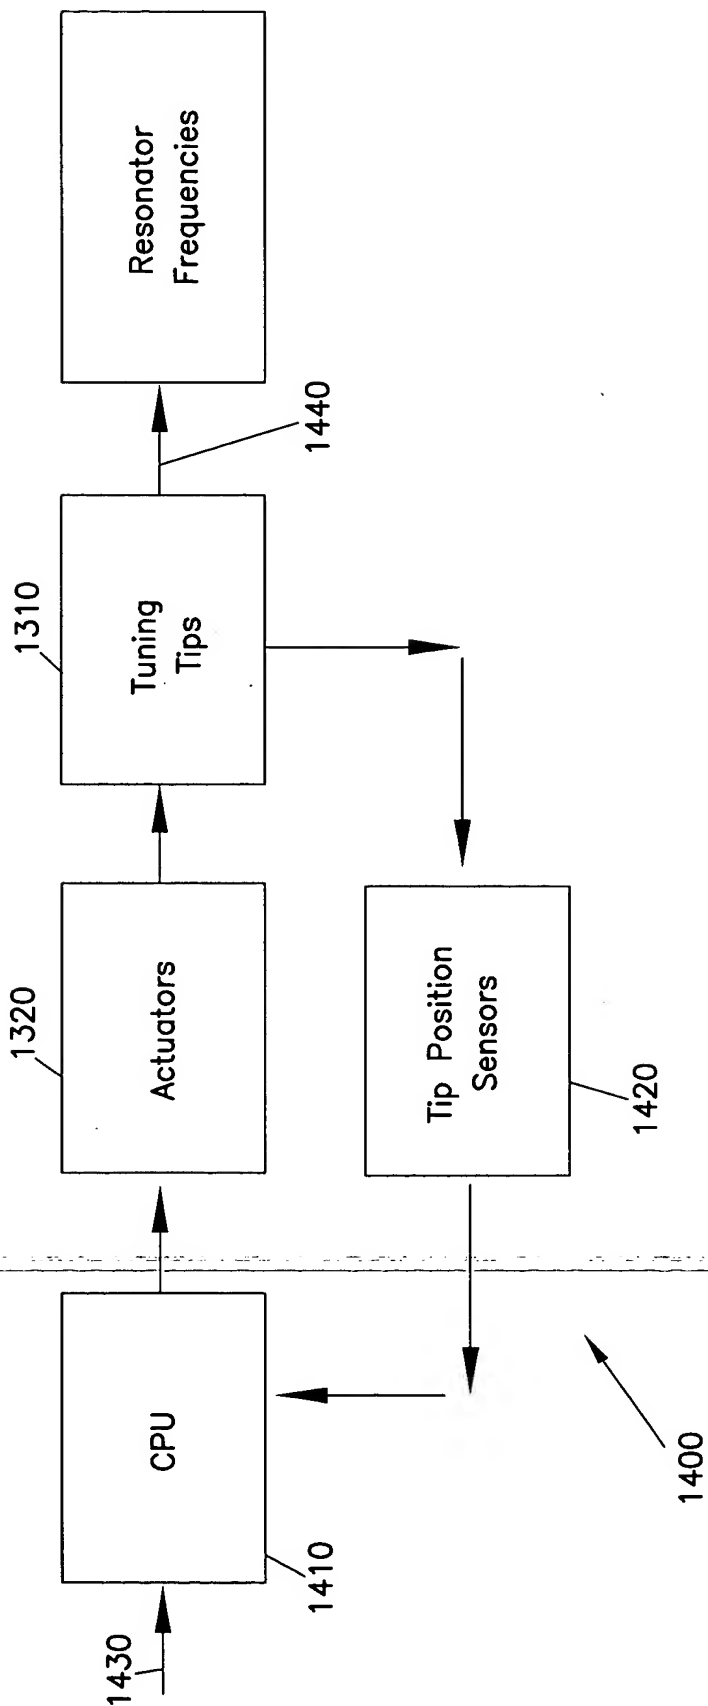 1430
1410
CPU
1320
Actuators
1310
Tuning
Tips
1440
Resonator
Frequencies
Tip Position
Sensors
1420
1400